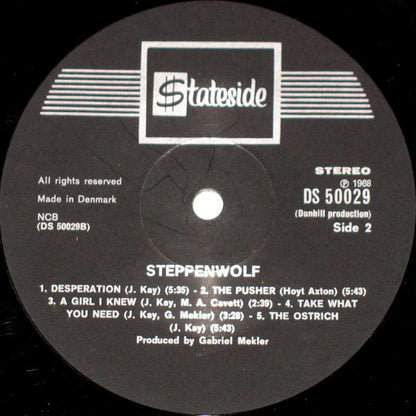 $tateside
All rights reserved
Made in Denmark
NCB
(DS 50029B)
STEREO
Ⓟ 1968
DS 50029
(Dunhill production)
Side 2
STEPPENWOLF
1. DESPERATION (J. Kay) (5:35) - 2. THE PUSHER (Hoyt Axton) (5:43)
3. A GIRL I KNEW (J. Kay, M. A. Cavett) (2:39) - 4. TAKE WHAT
YOU NEED (J. Kay, G. Mekler) (3:28) - 5. THE OSTRICH
(J. Kay) (5:43)
Produced by Gabriel Mekler